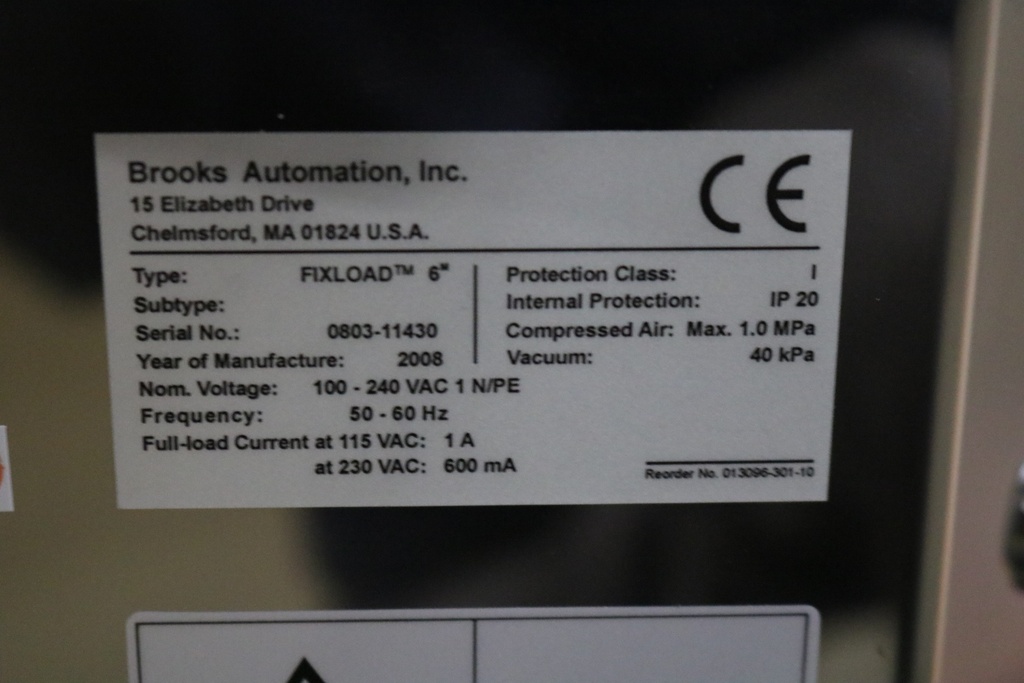 Brooks Automation, Inc.
15 Elizabeth Drive
Chelmsford, MA 01824 U.S.A.
CE
Type: FIXLOAD™ 6"
Subtype:
Serial No.: 0803-11430
Year of Manufacture: 2008
Protection Class: I
Internal Protection: IP 20
Compressed Air: Max. 1.0 MPa
Vacuum: 40 kPa
Nom. Voltage: 100 - 240 VAC 1 N/PE
Frequency: 50 - 60 Hz
Full-load Current at 115 VAC: 1 A
at 230 VAC: 600 mA
Reorder No. 013096-301-10